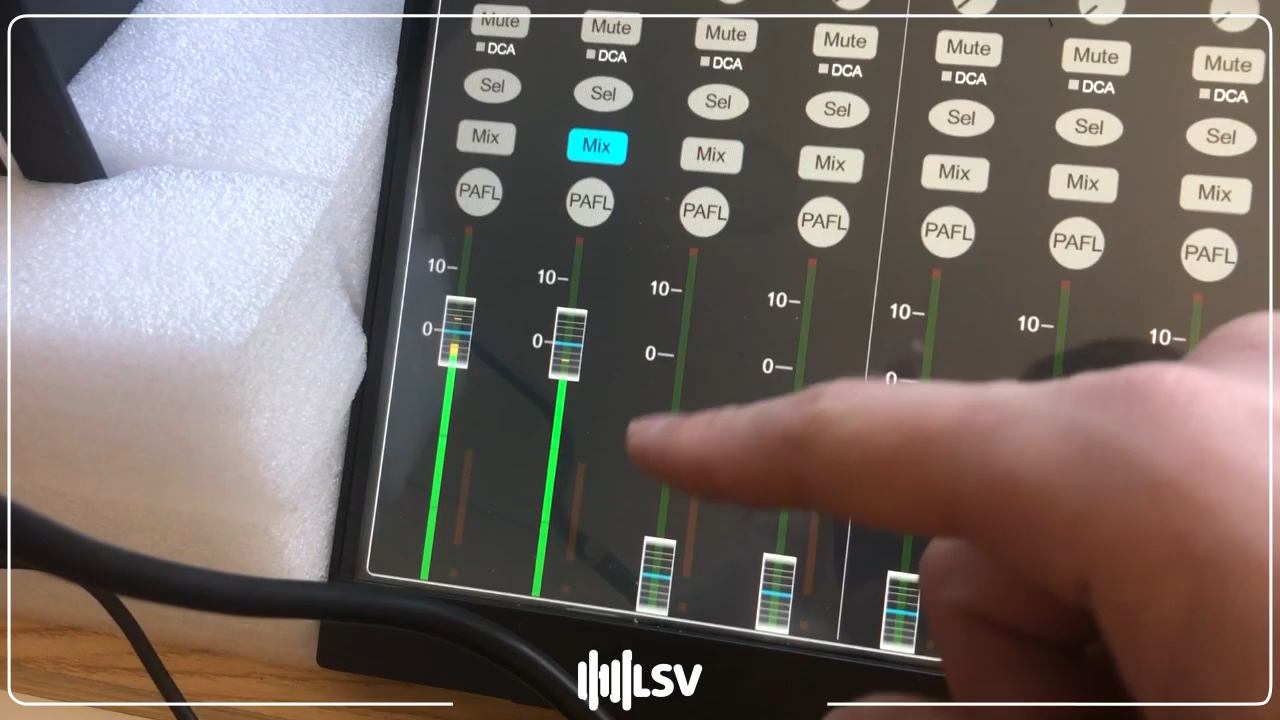 Mute Mute Mute Mute Mute Mute Mute
DCA DCA DCA DCA DCA DCA DCA
Sel Sel Sel Sel Sel Sel Sel
Mix Mix Mix Mix Mix Mix Mix
PAFL PAFL PAFL PAFL PAFL PAFL PAFL
10 10 10 10 10 10 10
0 0 0 0 0
LSV